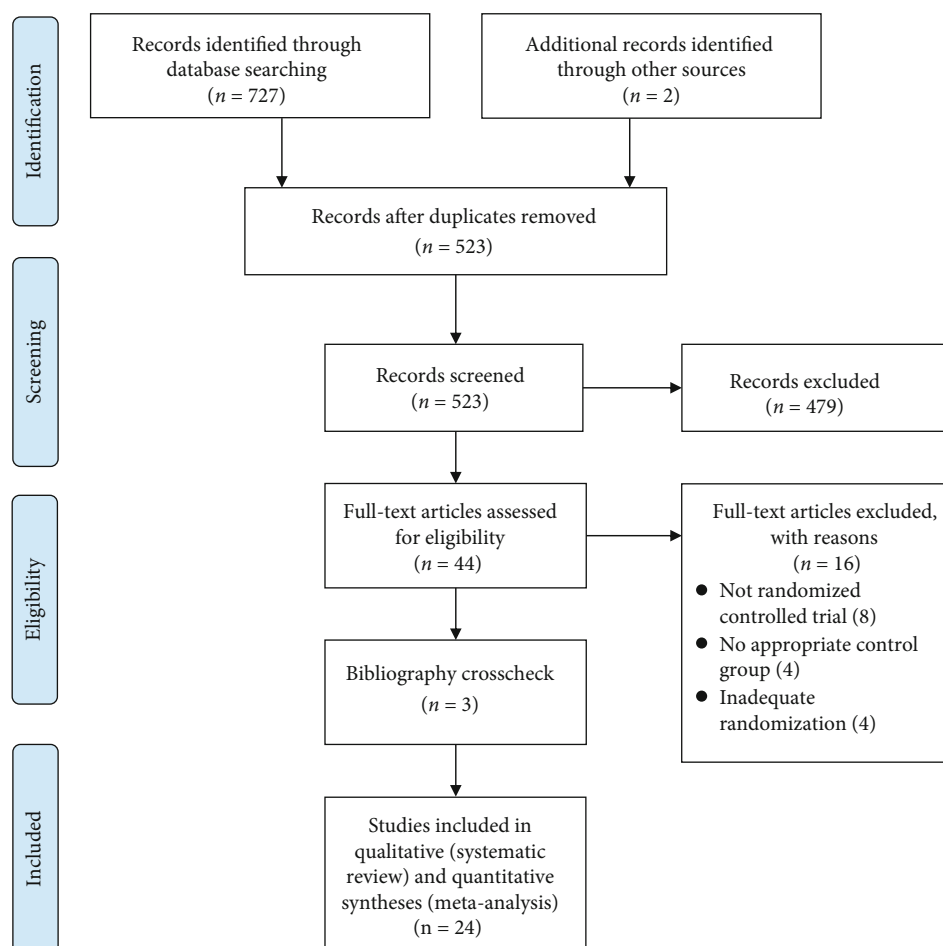 Identification
Records identified through
database searching
(n = 727)
Additional records identified
through other sources
(n = 2)
Records after duplicates removed
(n = 523)
Screening
Records screened
(n = 523)
Records excluded
(n = 479)
Eligibility
Full-text articles assessed
for eligibility
(n = 44)
Full-text articles excluded,
with reasons
(n = 16)
● Not randomized
controlled trial (8)
● No appropriate control
group (4)
● Inadequate
randomization (4)
Bibliography crosscheck
(n = 3)
Included
Studies included in
qualitative (systematic
review) and quantitative
syntheses (meta-analysis)
(n = 24)